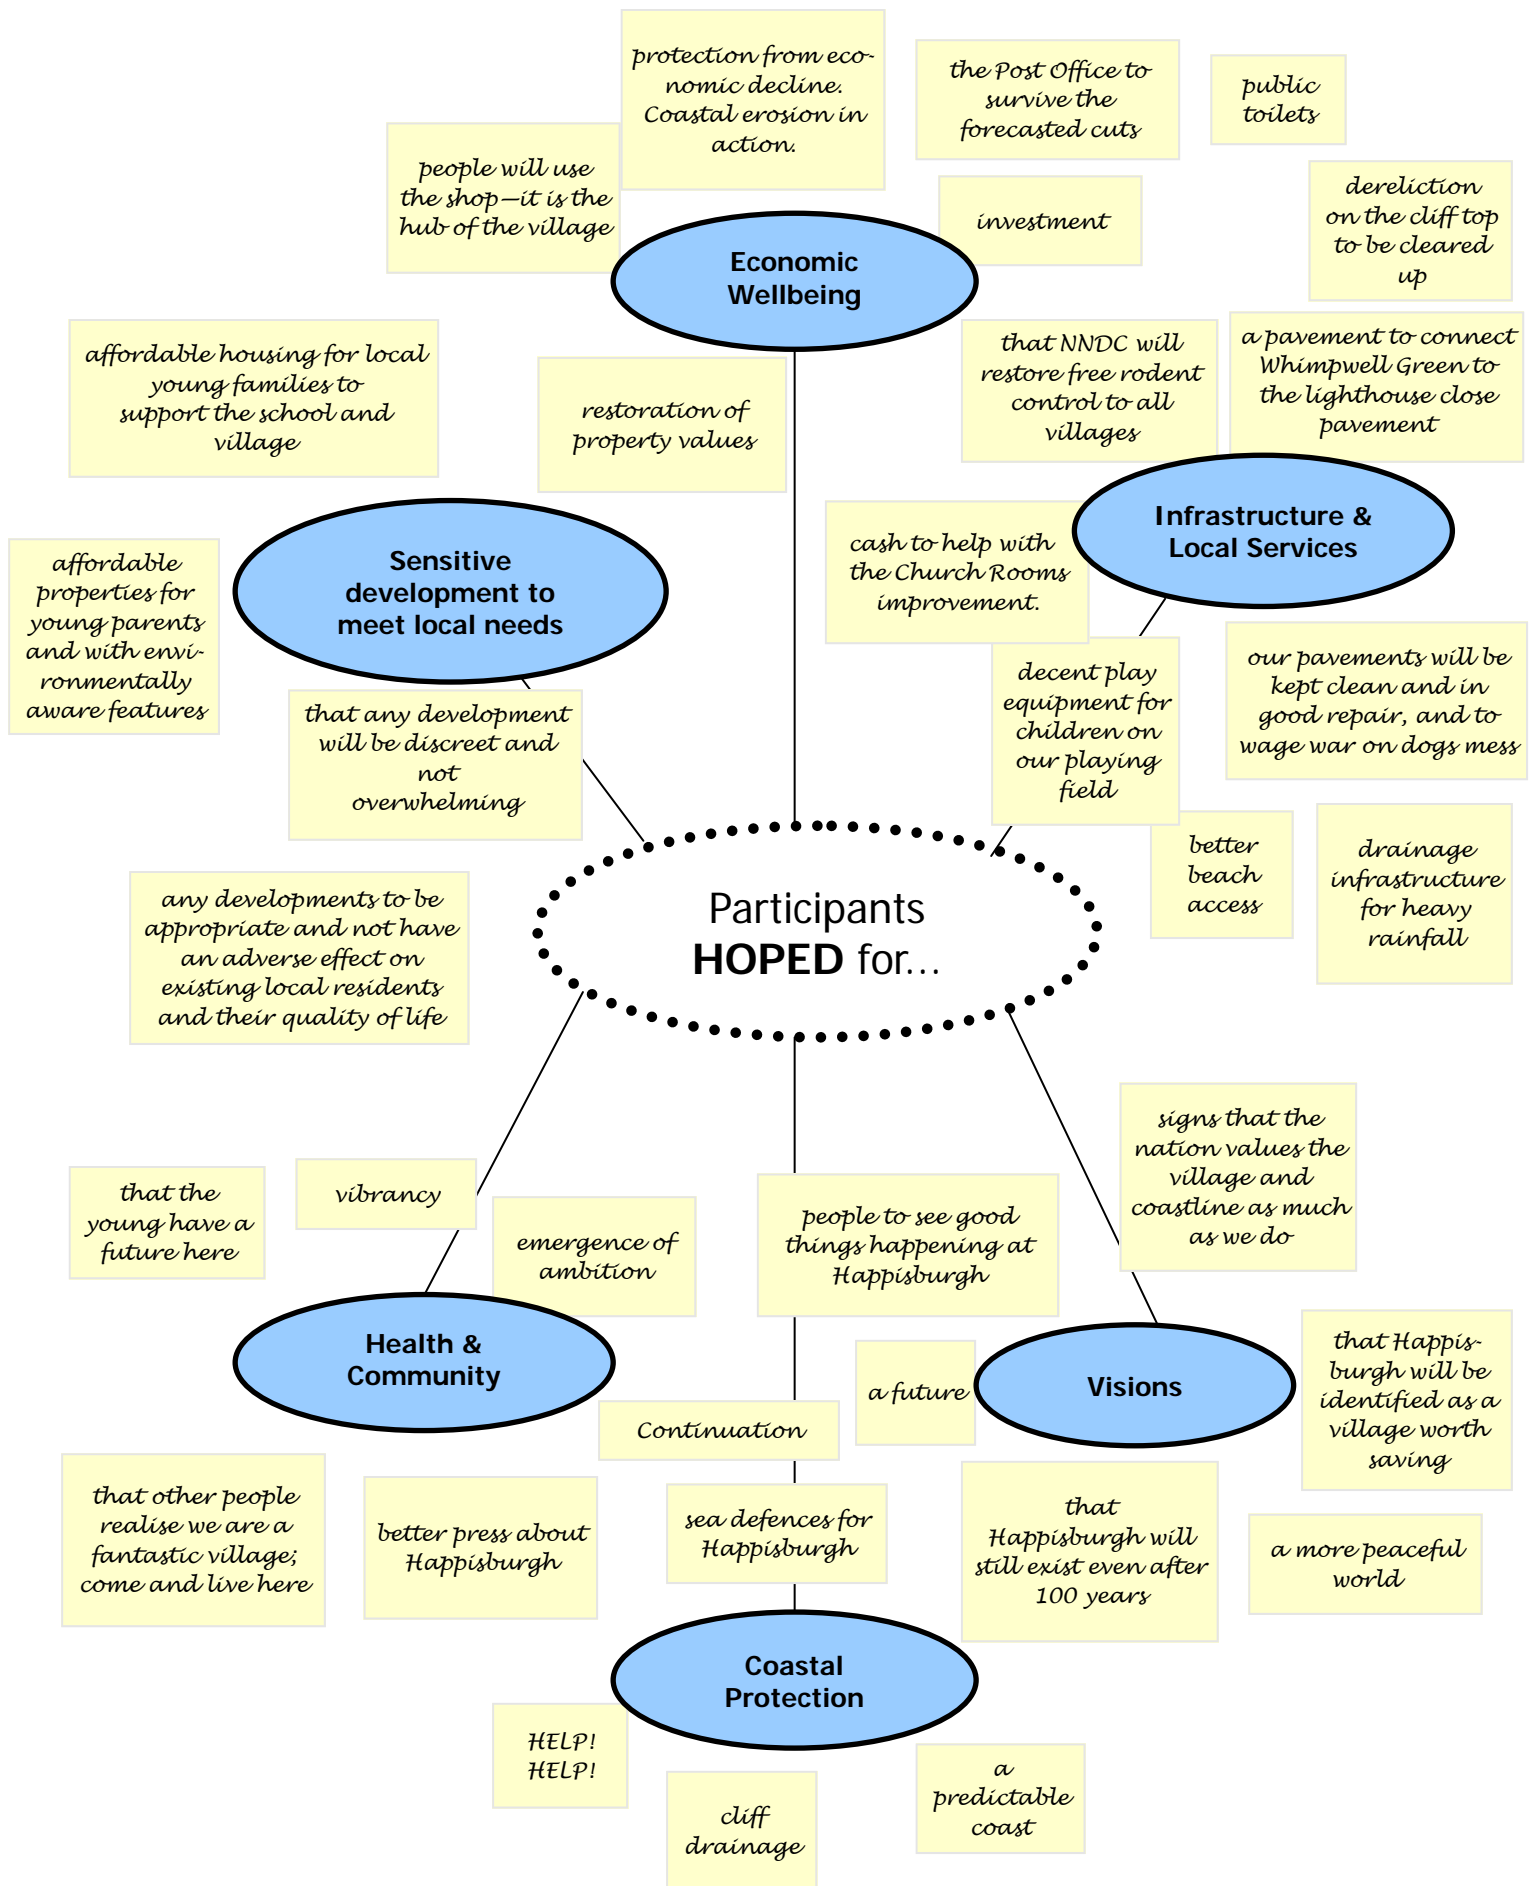 protection from eco-
nomic decline.
Coastal erosion in
action.
the Post Office to
survive the
forecasted cuts
public
toilets
people will use
the shop—it is the
hub of the village
investment
dereliction
on the cliff top
to be cleared
up
Economic
Wellbeing
affordable housing for local
young families to
support the school and
village
restoration of
property values
that NNDC will
restore free rodent
control to all
villages
a pavement to connect
Whimpwell Green to
the lighthouse close
pavement
Sensitive
development to
meet local needs
Infrastructure &
Local Services
cash to help with
the Church Rooms
improvement.
affordable
properties for
young parents
and with envi-
ronmentally
aware features
that any development
will be discreet and
not
overwhelming
decent play
equipment for
children on
our playing
field
our pavements will be
kept clean and in
good repair, and to
wage war on dogs mess
better
beach
access
drainage
infrastructure
for heavy
rainfall
any developments to be
appropriate and not have
an adverse effect on
existing local residents
and their quality of life
Participants
HOPED for...
signs that the
nation values the
village and
coastline as much
as we do
that the
young have a
future here
vibrancy
emergence of
ambition
people to see good
things happening at
Happisburgh
Health &
Community
a future
Visions
that Happis-
burgh will be
identified as a
village worth
saving
Continuation
that other people
realise we are a
fantastic village;
come and live here
better press about
Happisburgh
sea defences for
Happisburgh
that
Happisburgh will
still exist even after
100 years
a more peaceful
world
Coastal
Protection
HELP!
HELP!
cliff
drainage
a
predictable
coast